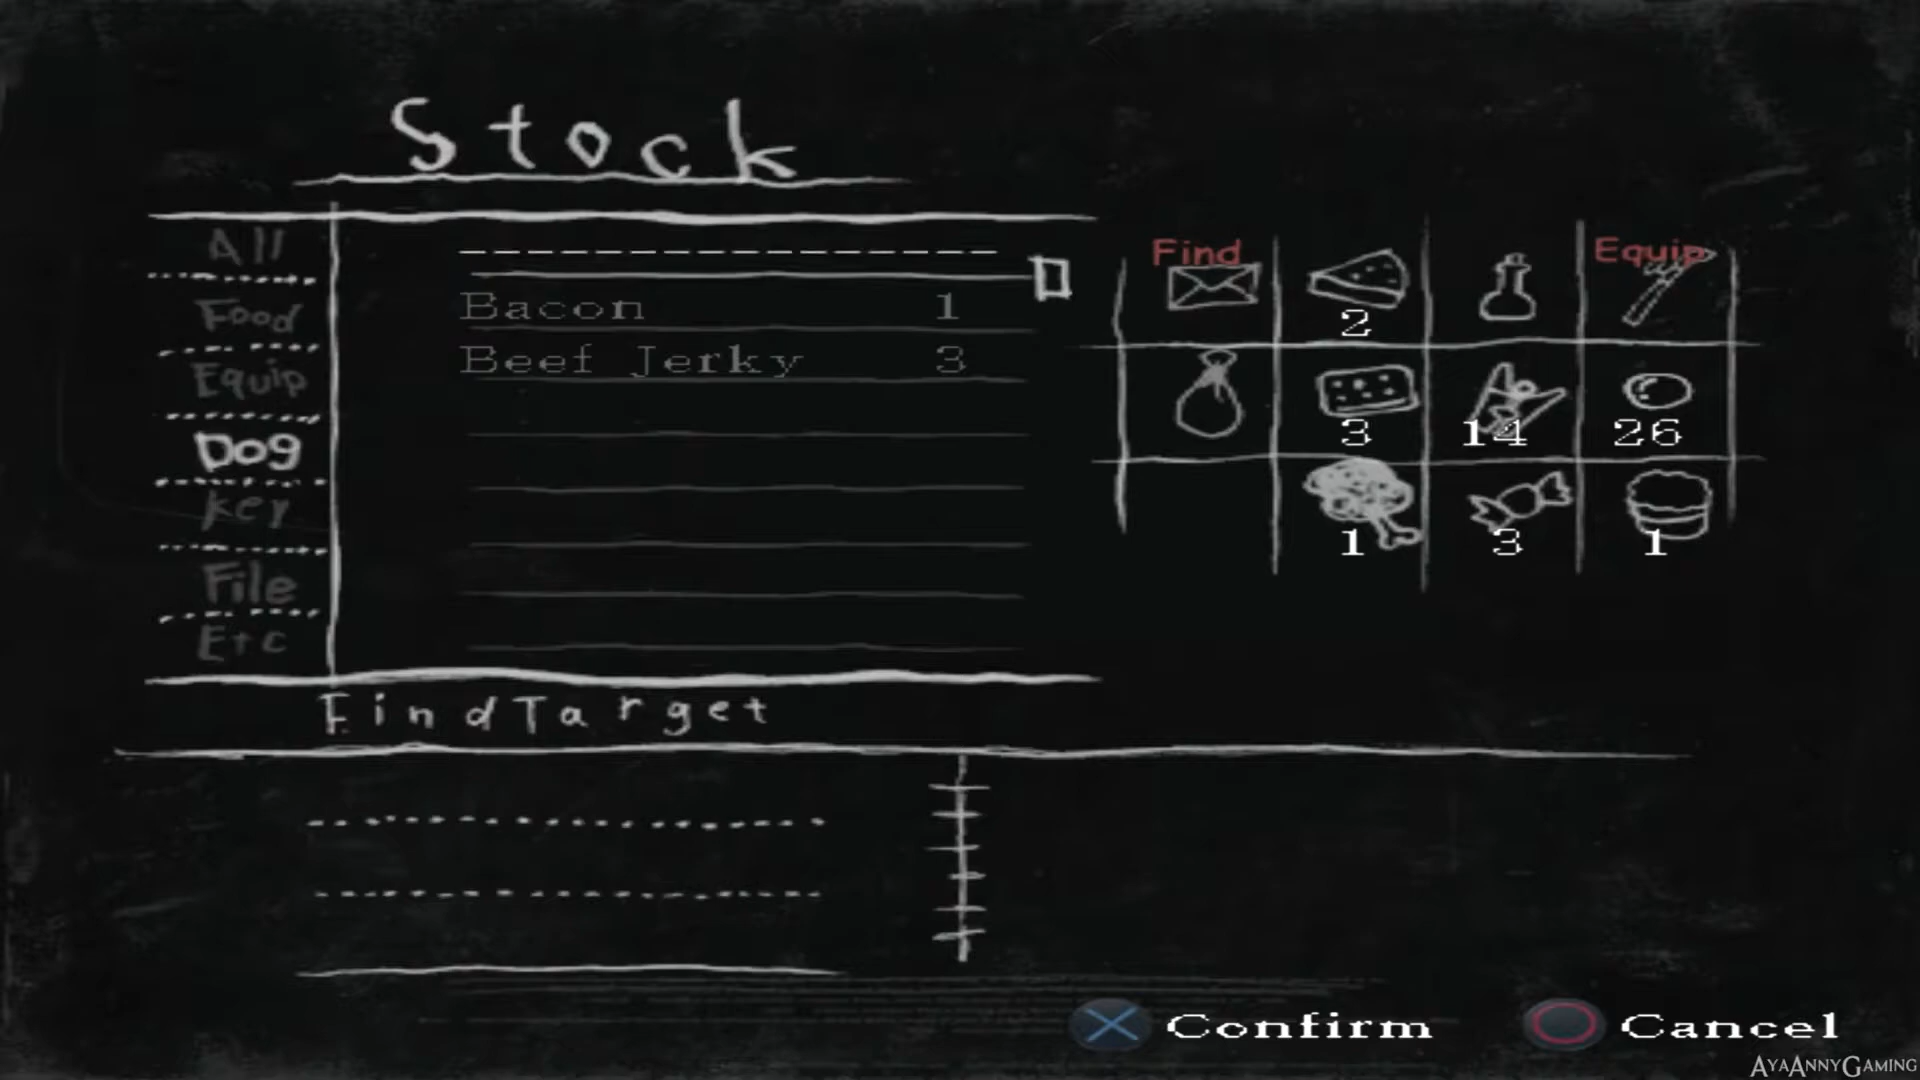 Stock
All
Food
Equip
Dog
Key
File
Etc
Bacon 1
Beef Jerky 3
Find
Equip
2
3
14
26
1
3
1
FindTarget
Confirm
Cancel
AyaAnnyGaming